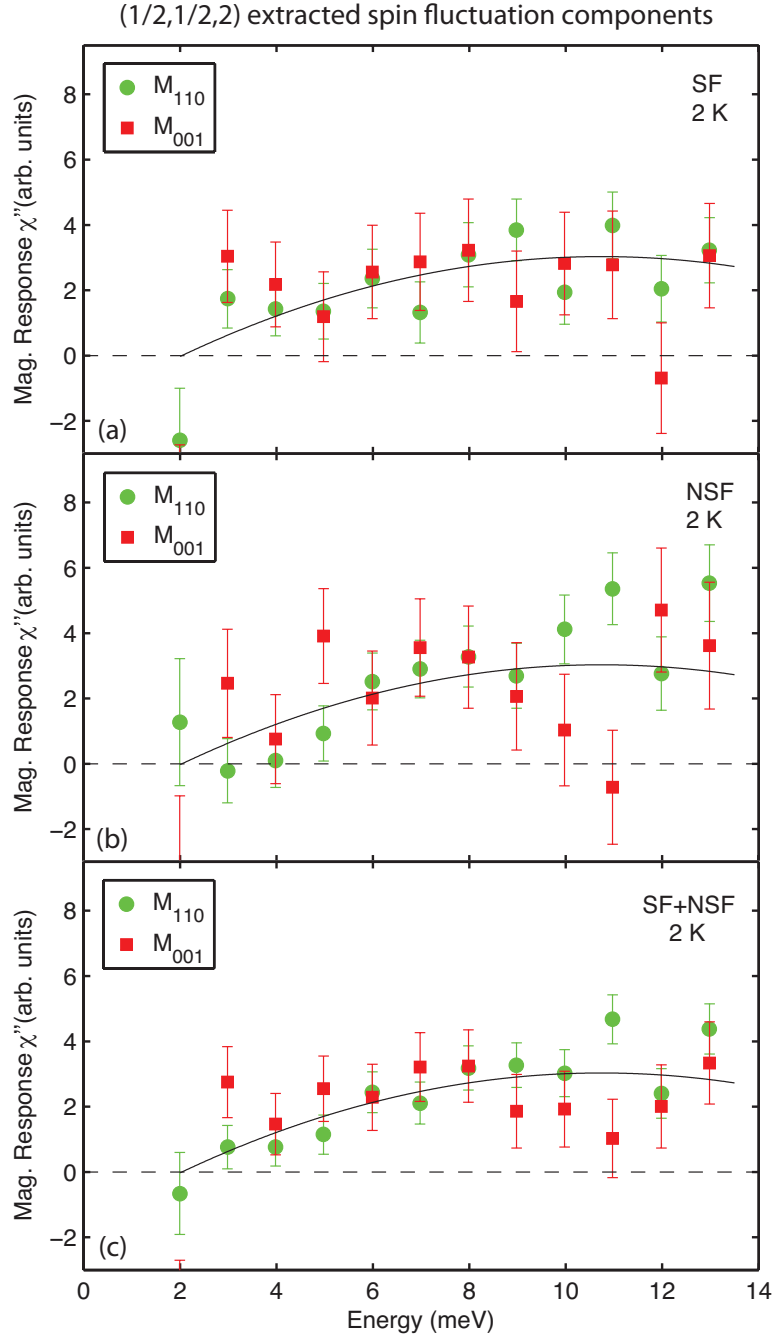 (1/2,1/2,2) extracted spin fluctuation components
M110
M001
SF
2 K
8
6
4
2
0
−2
Mag. Response χ''(arb. units)
(a)
M110
M001
NSF
2 K
8
6
4
2
0
−2
Mag. Response χ''(arb. units)
(b)
M110
M001
SF+NSF
2 K
8
6
4
2
0
−2
Mag. Response χ''(arb. units)
(c)
0 2 4 6 8 10 12 14
Energy (meV)